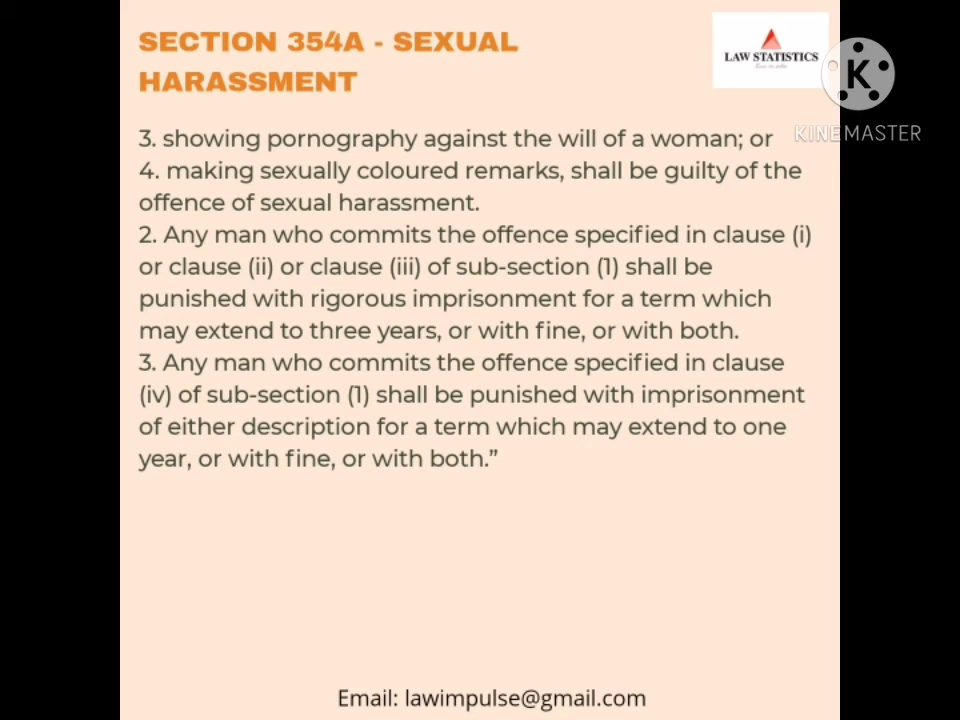 SECTION 354A - SEXUAL
HARASSMENT
LAW STATISTICS
KINEMASTER
3. showing pornography against the will of a woman; or
4. making sexually coloured remarks, shall be guilty of the
offence of sexual harassment.
2. Any man who commits the offence specified in clause (i)
or clause (ii) or clause (iii) of sub-section (1) shall be
punished with rigorous imprisonment for a term which
may extend to three years, or with fine, or with both.
3. Any man who commits the offence specified in clause
(iv) of sub-section (1) shall be punished with imprisonment
of either description for a term which may extend to one
year, or with fine, or with both.”
Email: lawimpulse@gmail.com